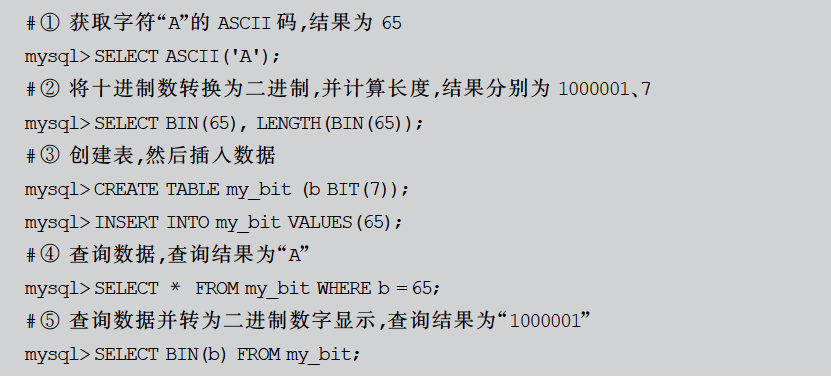 #① 获取字符“A”的 ASCII 码,结果为 65
mysql>SELECT ASCII('A');
#② 将十进制数转换为二进制,并计算长度,结果分别为 1000001、7
mysql>SELECT BIN(65), LENGTH(BIN(65));
#③ 创建表,然后插入数据
mysql>CREATE TABLE my_bit (b BIT(7));
mysql>INSERT INTO my_bit VALUES(65);
#④ 查询数据,查询结果为“A”
mysql>SELECT * FROM my_bit WHERE b =65;
#⑤ 查询数据并转为二进制数字显示,查询结果为“1000001”
mysql>SELECT BIN(b) FROM my_bit;